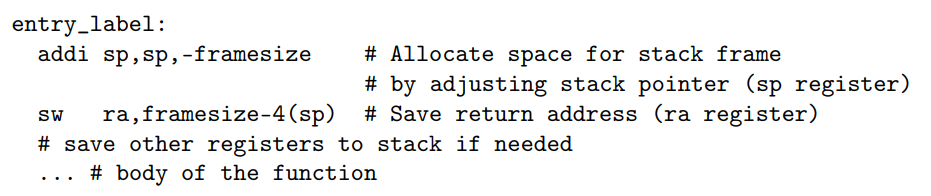 entry_label:
addi sp,sp,-framesize # Allocate space for stack frame
# by adjusting stack pointer (sp register)
sw ra,framesize-4(sp) # Save return address (ra register)
# save other registers to stack if needed
... # body of the function